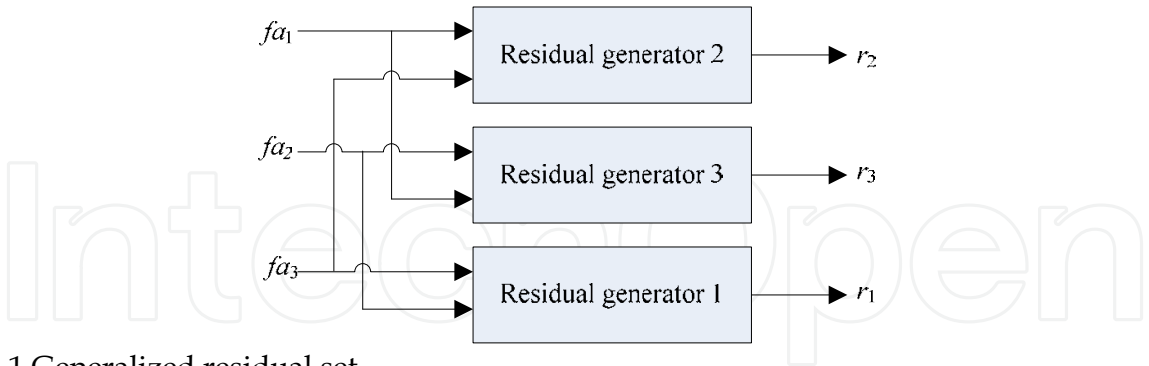 fa1
Residual generator 2
r2
fa2
Residual generator 3
r3
fa3
Residual generator 1
r1
IntechOpen
1 Generalized residual set